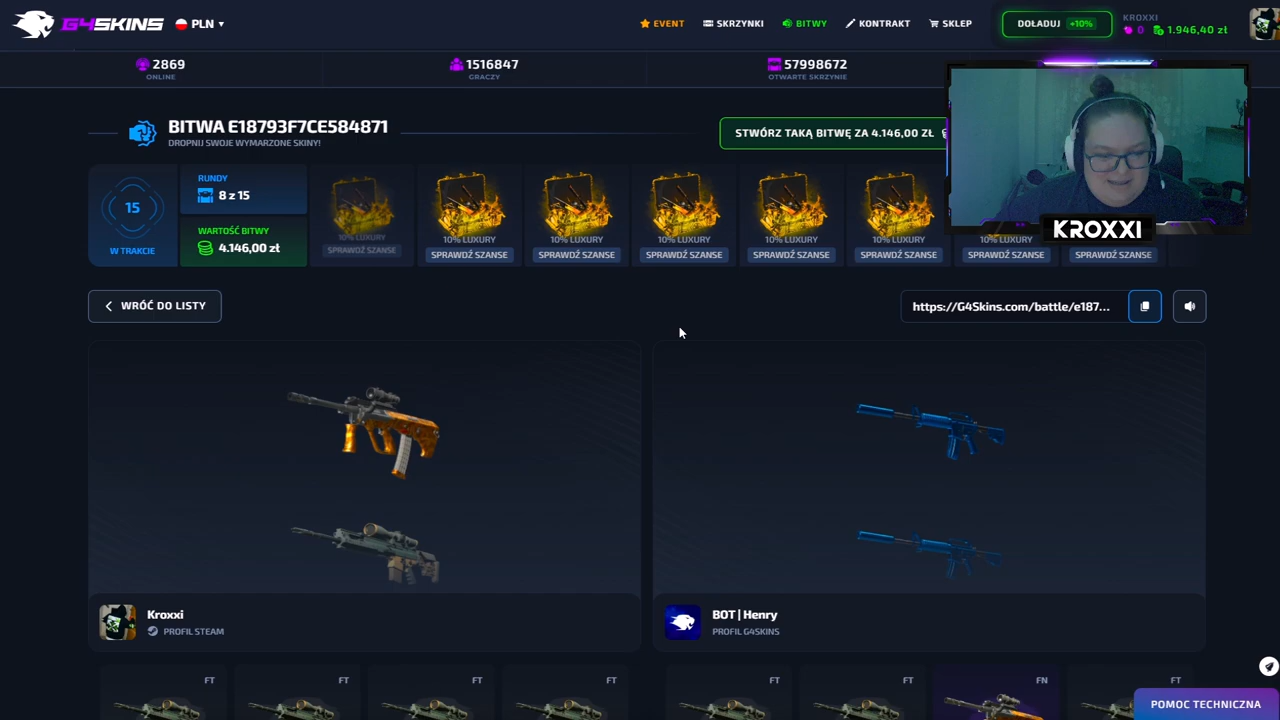 G4SKINS
PLN
EVENT
SKRZYNKI
BITWY
KONTRAKT
SKLEP
DOŁADUJ +10%
KROXXI
0 1.946,40 zł
2869
ONLINE
1516847
GRACZY
57998672
OTWARTE SKRZYNIE
BITWA E18793F7CE584871
DROPNIJ SWOJE WYMARZONE SKINY!
STWÓRZ TAKĄ BITWĘ ZA 4.146,00 ZŁ
KROXXI
15
W TRAKCIE
RUNDY
8 z 15
WARTOŚĆ BITWY
4.146,00 zł
10% LUXURY
SPRAWDŹ SZANSE
10% LUXURY
SPRAWDŹ SZANSE
10% LUXURY
SPRAWDŹ SZANSE
10% LUXURY
SPRAWDŹ SZANSE
10% LUXURY
SPRAWDŹ SZANSE
10% LUXURY
SPRAWDŹ SZANSE
10% LUXURY
SPRAWDŹ SZANSE
10% LUXURY
SPRAWDŹ SZANSE
WRÓĆ DO LISTY
https://G4Skins.com/battle/e187...
Kroxxi
PROFIL STEAM
BOT | Henry
PROFIL G4SKINS
FT FT FT FT FT FT FN FT
POMOC TECHNICZNA